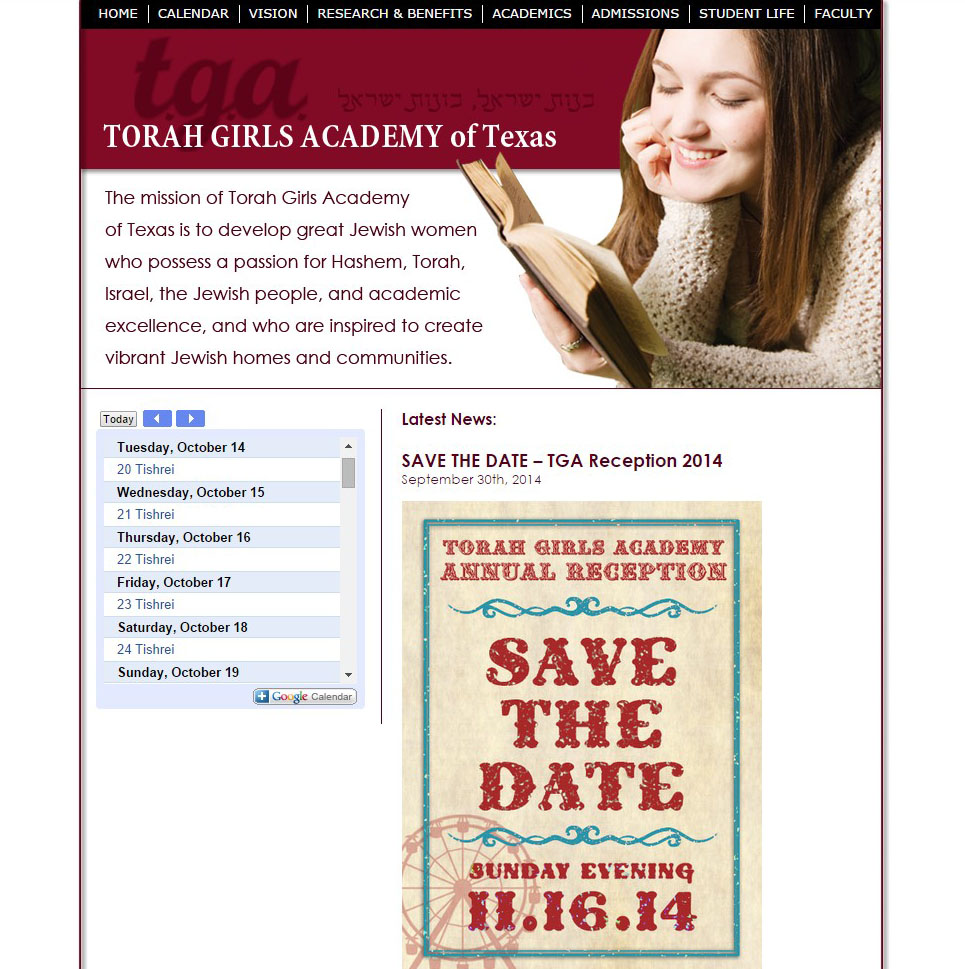 HOME CALENDAR VISION RESEARCH & BENEFITS ACADEMICS ADMISSIONS STUDENT LIFE FACULTY
t.g.a.
בנות ישראל, בונות ישראל
TORAH GIRLS ACADEMY of Texas
The mission of Torah Girls Academy
of Texas is to develop great Jewish women
who possess a passion for Hashem, Torah,
Israel, the Jewish people, and academic
excellence, and who are inspired to create
vibrant Jewish homes and communities.
Today
Tuesday, October 14
20 Tishrei
Wednesday, October 15
21 Tishrei
Thursday, October 16
22 Tishrei
Friday, October 17
23 Tishrei
Saturday, October 18
24 Tishrei
Sunday, October 19
Google Calendar
Latest News:
SAVE THE DATE – TGA Reception 2014
September 30th, 2014
TORAH GIRLS ACADEMY
ANNUAL RECEPTION
SAVE
THE
DATE
SUNDAY EVENING
11.16.14